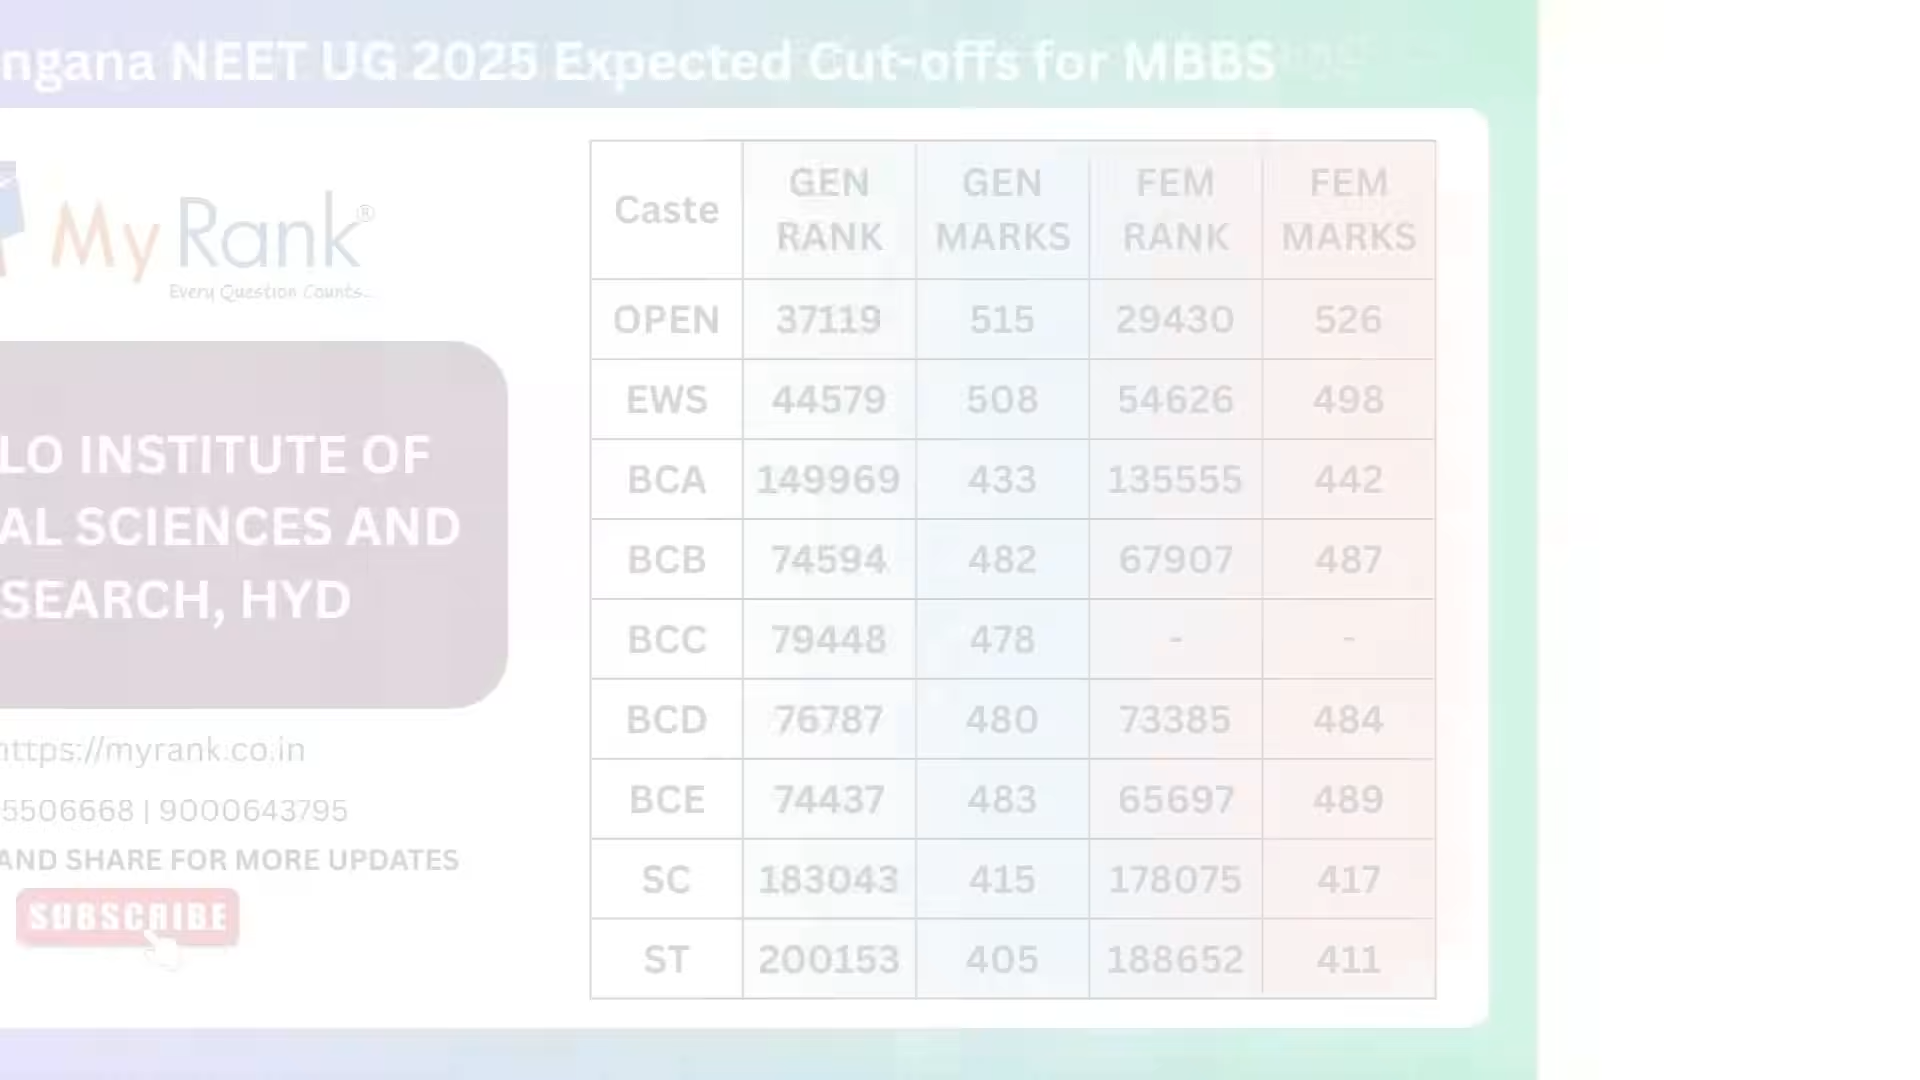 ngana NEET UG 2025 Expected Cut-offs for MBBS
My Rank®
Every Question Counts...
LO INSTITUTE OF
AL SCIENCES AND
SEARCH, HYD
https://myrank.co.in
5506668 | 9000643795
AND SHARE FOR MORE UPDATES
SUBSCRIBE
Caste GEN RANK GEN MARKS FEM RANK FEM MARKS
OPEN 37119 515 29430 526
EWS 44579 508 54626 498
BCA 149969 433 135555 442
BCB 74594 482 67907 487
BCC 79448 478 - -
BCD 76787 480 73385 484
BCE 74437 483 65697 489
SC 183043 415 178075 417
ST 200153 405 188652 411